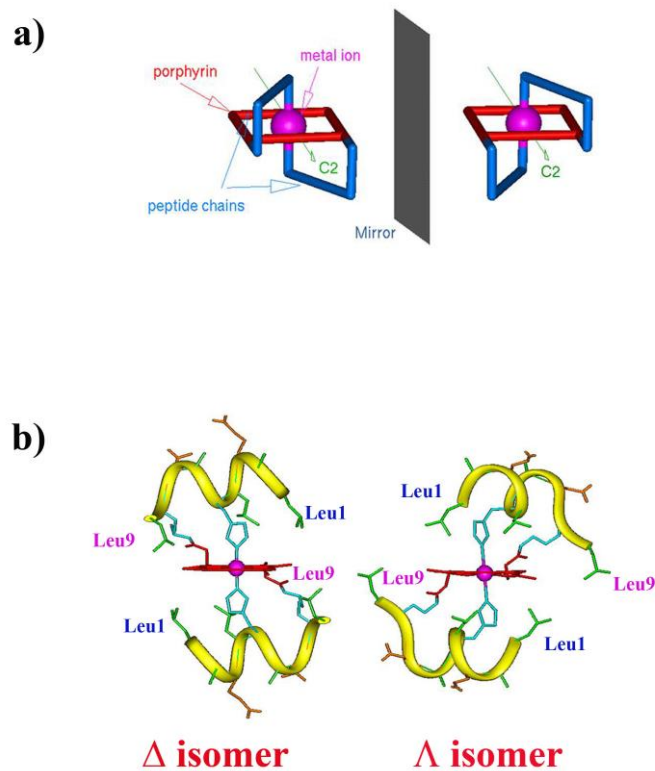 a)
metal ion
porphyrin
C2
C2
peptide chains
Mirror
b)
Leu1
Leu1
Leu9
Leu9
Leu9
Leu9
Leu1
Leu1
Δ isomer
Λ isomer